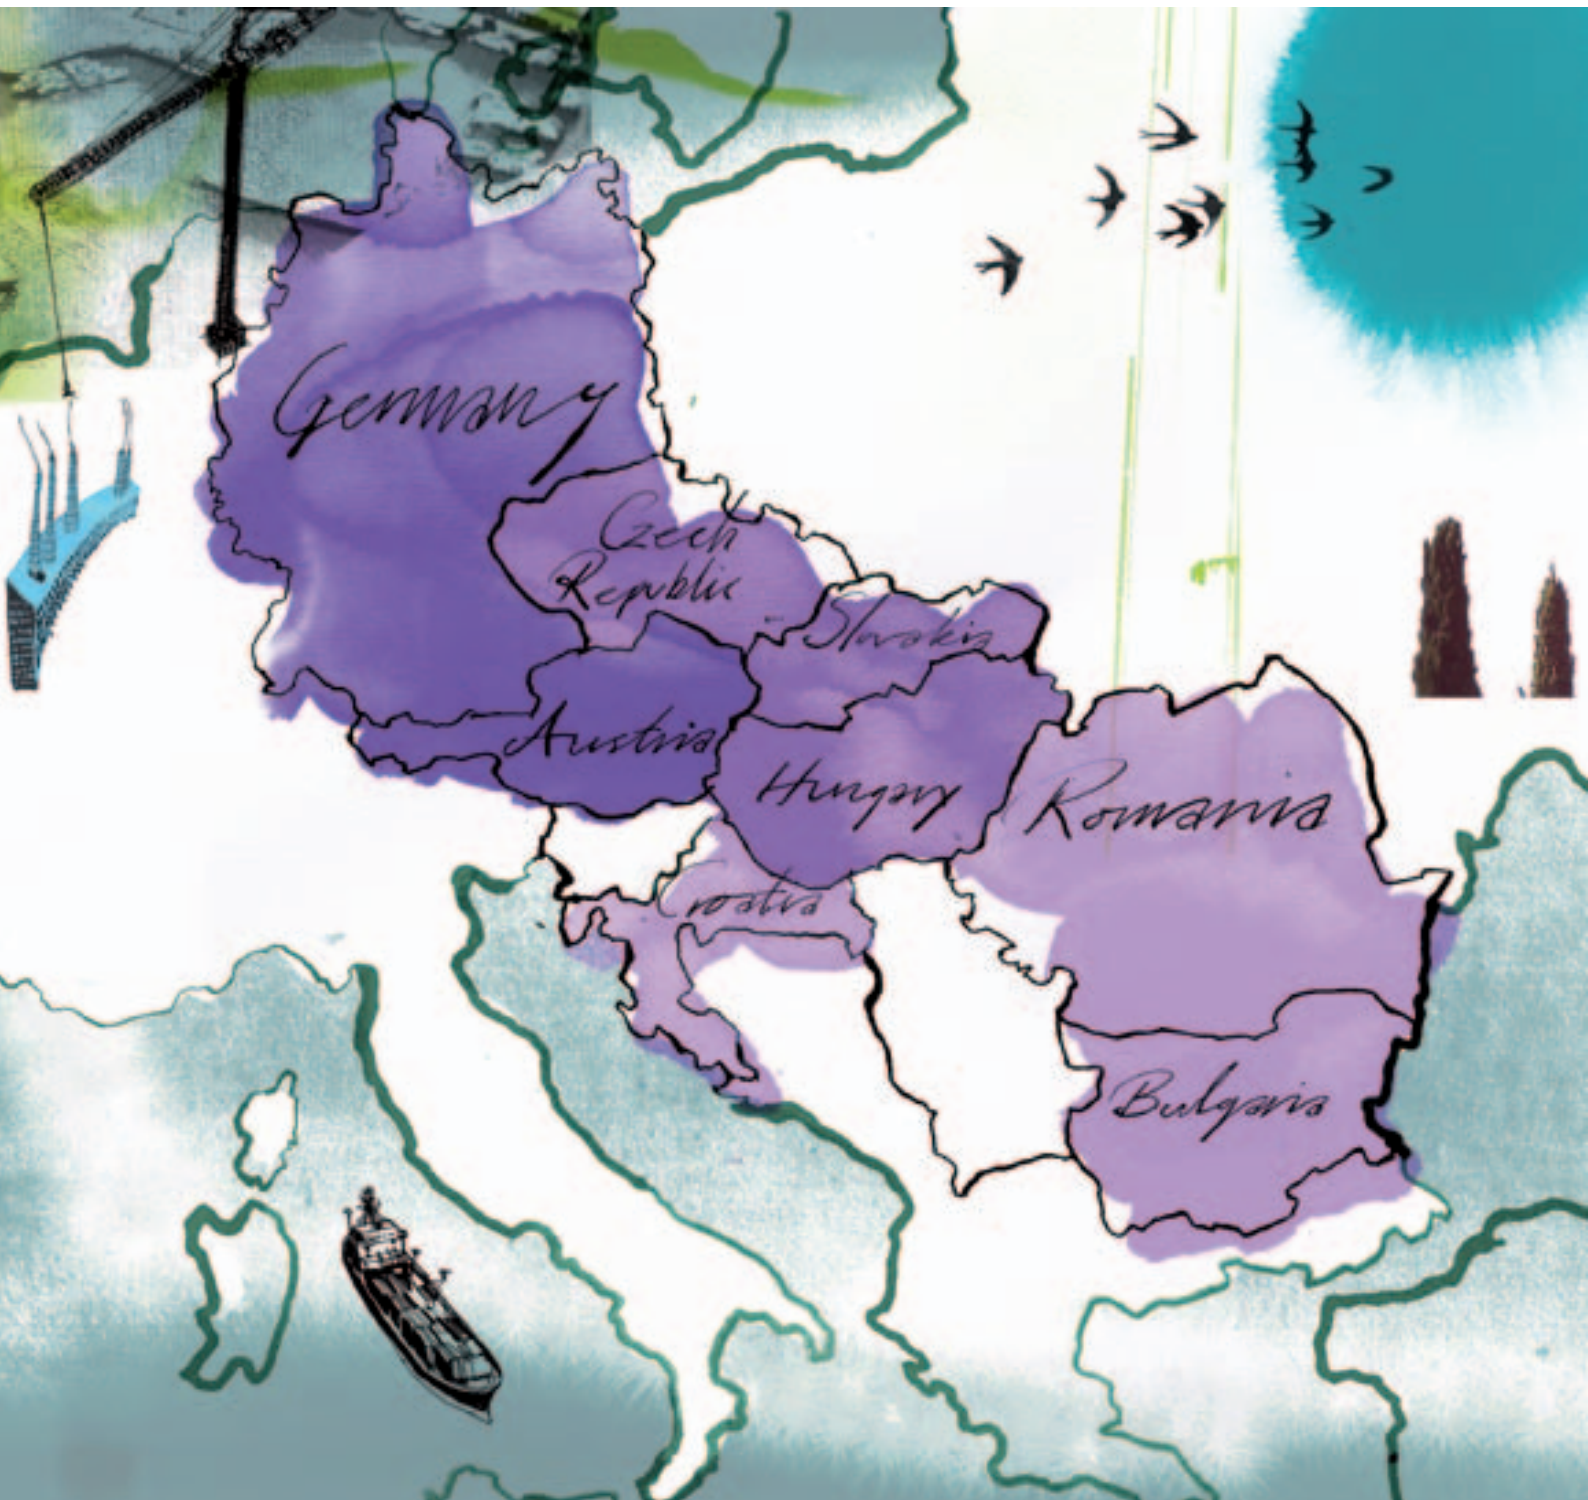 Germany
Czech
Republic
Slovakia
Austria
Hungary
Romania
Croatia
Bulgaria